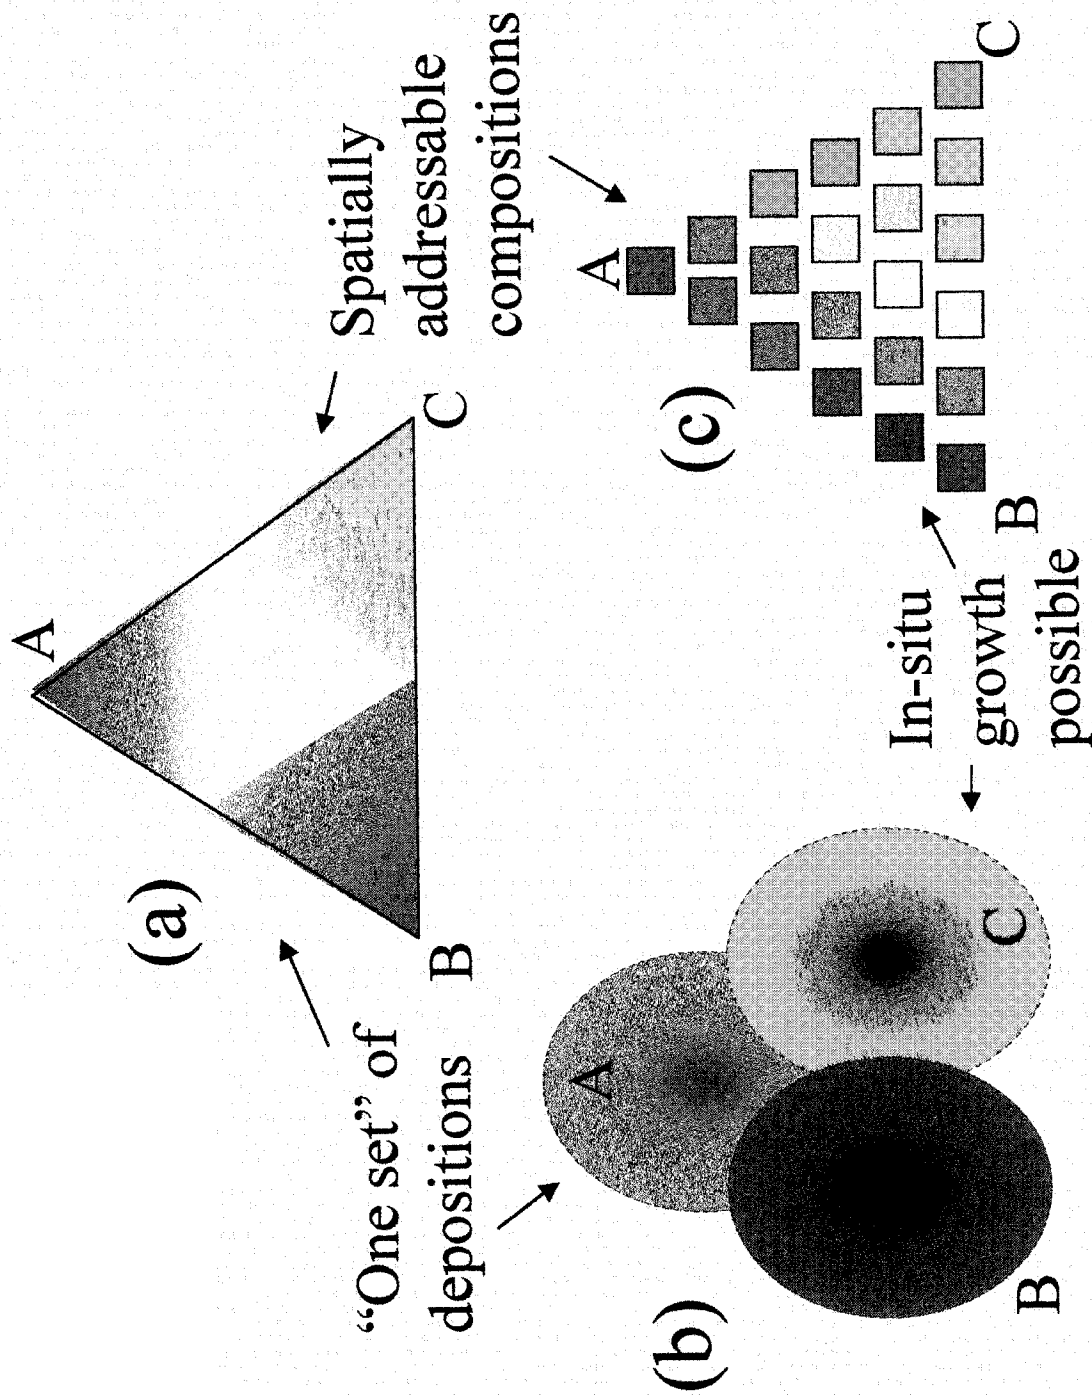 (a)
A
B
C
“One set” of
depositions
Spatially
addressable
compositions
(b)
A
B
C
In-situ
growth
possible
(c)
A
B
C